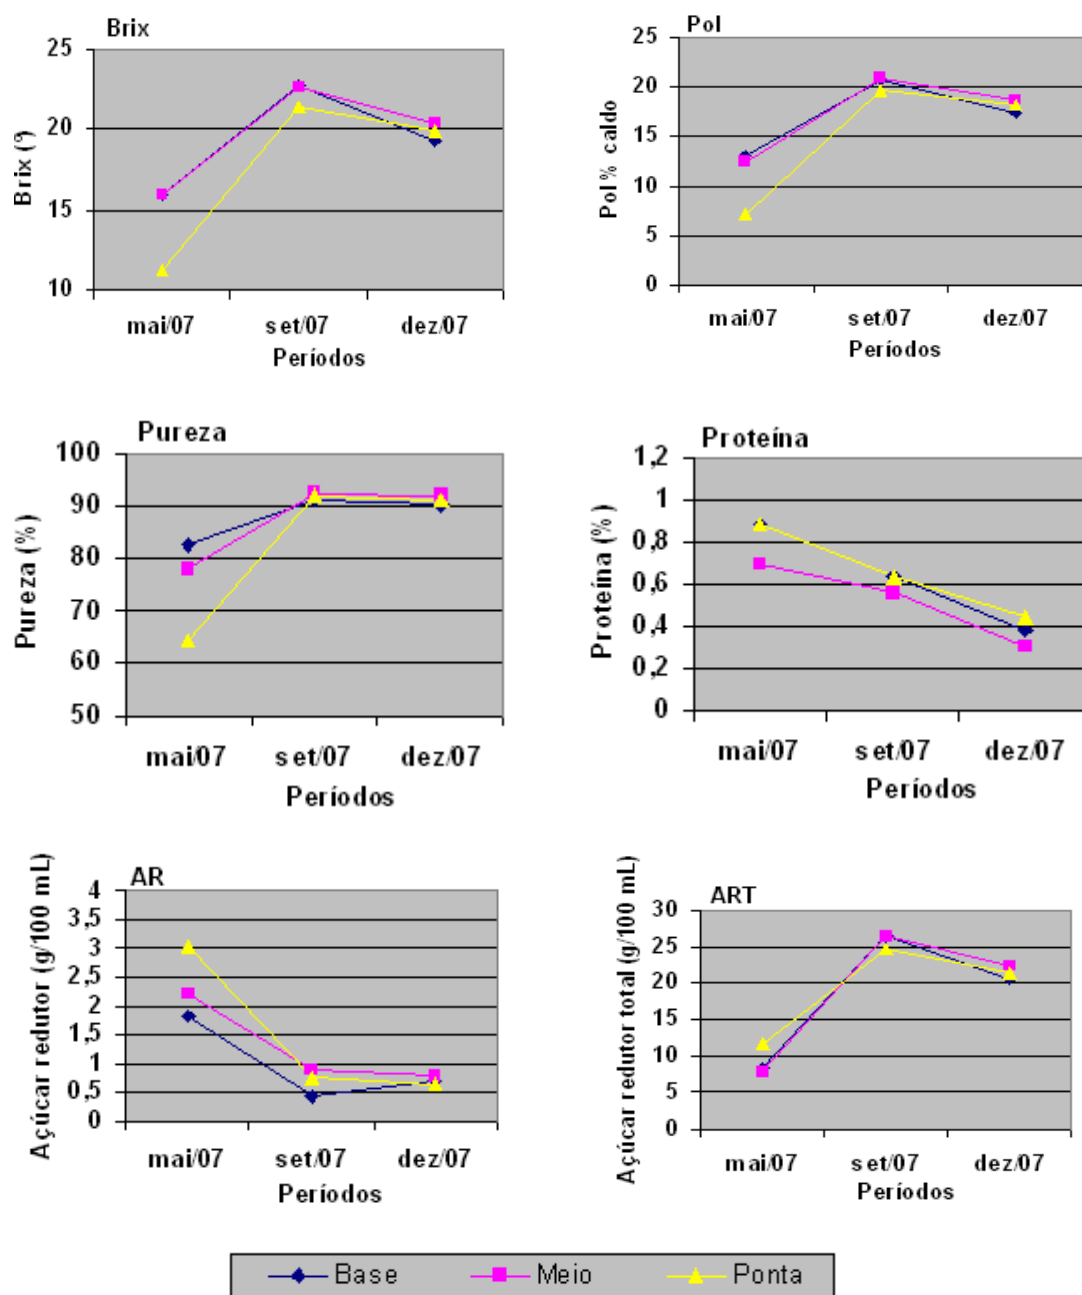 Brix
Brix (º)
25
20
15
10
mai/07 set/07 dez/07
Períodos
Pol
Pol % caldo
25
20
15
10
5
0
mai/07 set/07 dez/07
Períodos
Pureza
Pureza (%)
100
90
80
70
60
50
mai/07 set/07 dez/07
Períodos
Proteína
Proteína (%)
1,2
1
0,8
0,6
0,4
0,2
0
mai/07 set/07 dez/07
Períodos
AR
Açúcar redutor (g/100 mL)
4
3,5
3
2,5
2
1,5
1
0,5
0
mai/07 set/07 dez/07
Períodos
ART
Açúcar redutor total (g/100 mL)
30
25
20
15
10
5
0
mai/07 set/07 dez/07
Períodos
Base Meio Ponta